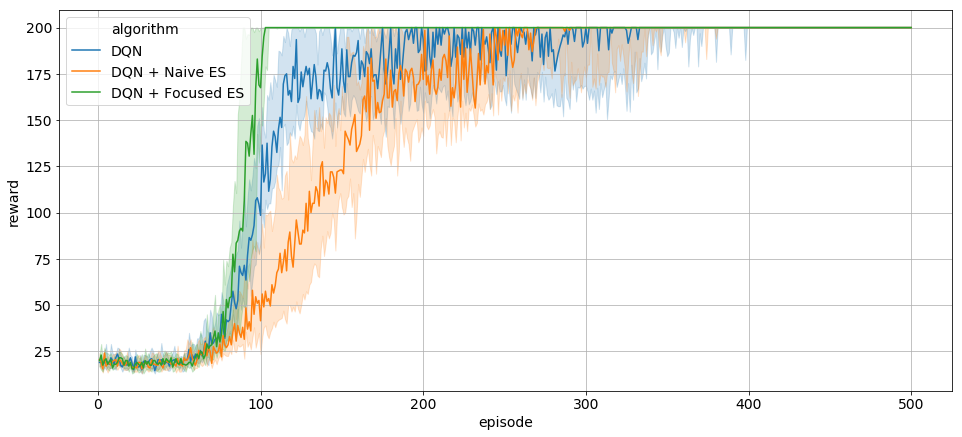 algorithm
DQN
DQN + Naive ES
DQN + Focused ES
reward
200
175
150
125
100
75
50
25
0 100 200 300 400 500
episode